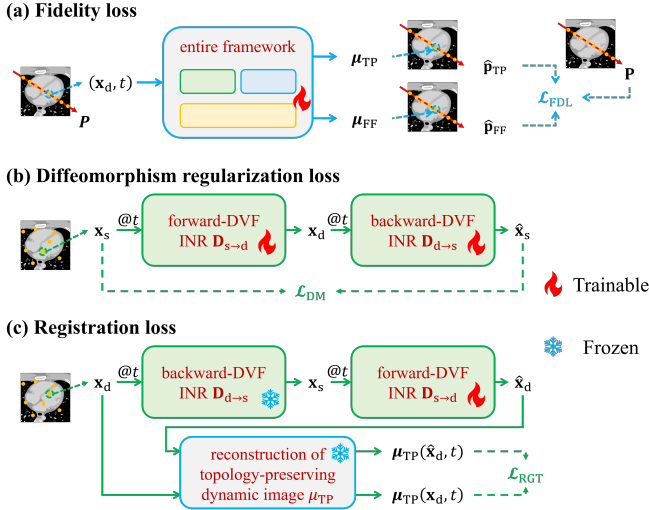 (a) Fidelity loss
entire framework
(𝐱d, t)
P
μTP
μFF
p̂TP
p̂FF
P
ℒFDL
(b) Diffeomorphism regularization loss
𝐱s
@t
forward-DVF
INR Ds→d
𝐱d
@t
backward-DVF
INR Dd→s
x̂s
ℒDM
Trainable
Frozen
(c) Registration loss
𝐱d
@t
backward-DVF
INR Dd→s
𝐱s
@t
forward-DVF
INR Ds→d
x̂d
reconstruction of
topology-preserving
dynamic image μTP
μTP(x̂d, t)
μTP(𝐱d, t)
ℒRGT